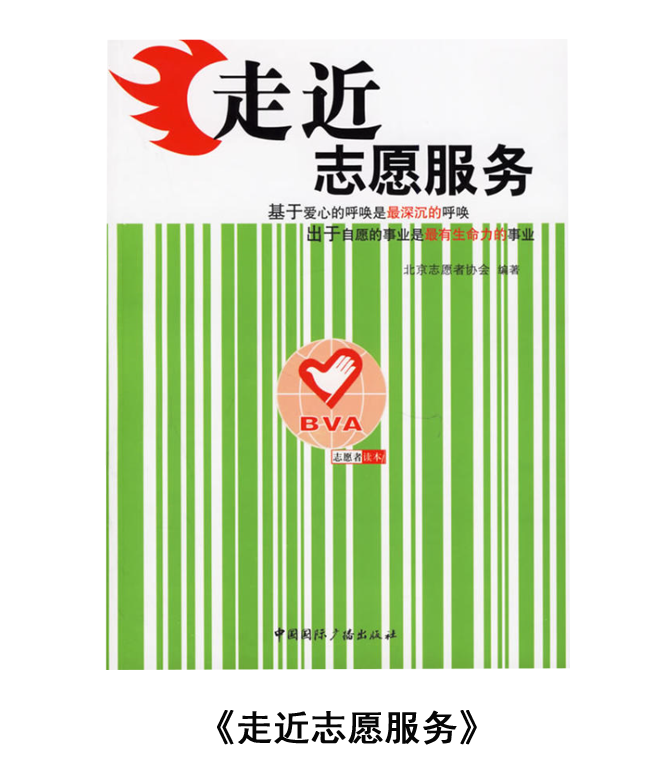 走近
志愿服务
基于爱心的呼唤是最深沉的呼唤
出于自愿的事业是最有生命力的事业
北京志愿者协会 编著
BVA
志愿者读本
中国国际广播出版社
《走近志愿服务》